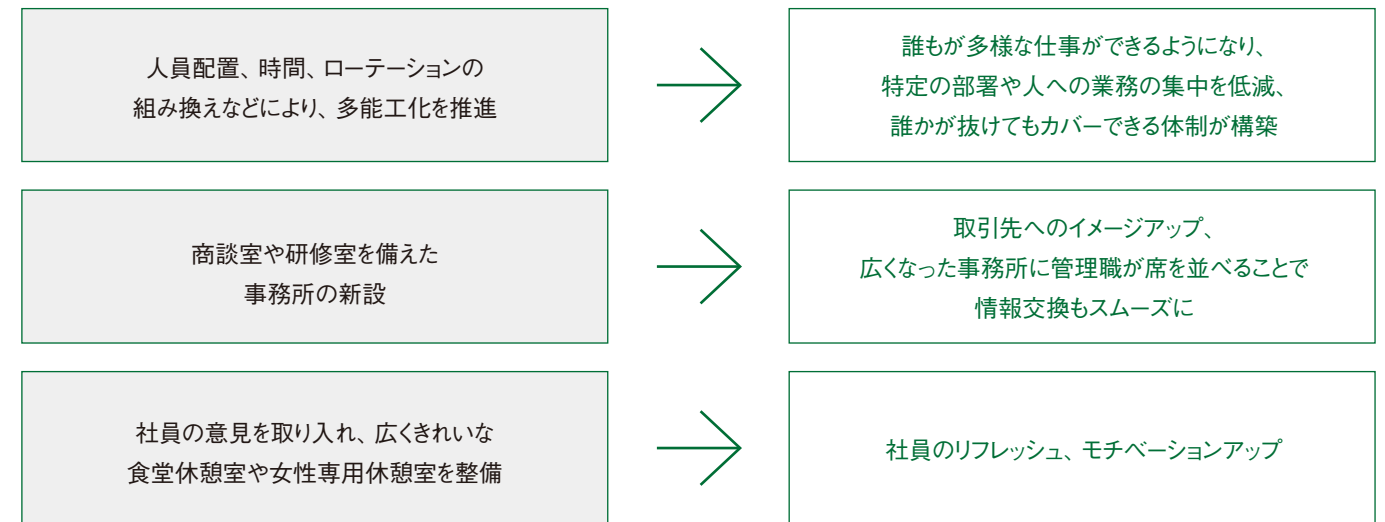 人員配置、時間、ローテーションの
組み換えなどにより、多能工化を推進
誰もが多様な仕事ができるようになり、
特定の部署や人への業務の集中を低減、
誰かが抜けてもカバーできる体制が構築
商談室や研修室を備えた
事務所の新設
取引先へのイメージアップ、
広くなった事務所に管理職が席を並べることで
情報交換もスムーズに
社員の意見を取り入れ、広くきれいな
食堂休憩室や女性専用休憩室を整備
社員のリフレッシュ、モチベーションアップ